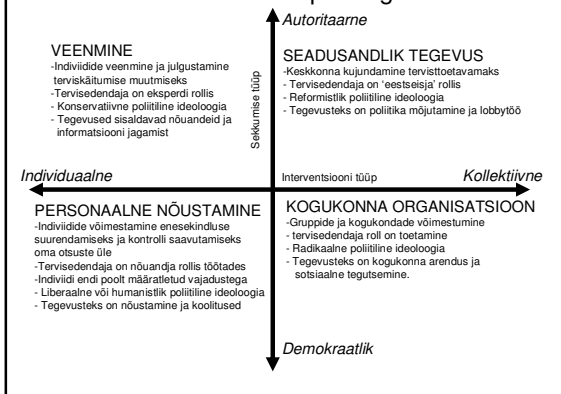 Autoritaarne
VEENMINE
-Individide veenmine ja julgustamine
terviskäitumise muutmiseks
-Tervisedendaja on eksperdi rollis
- Konservatiivne poliitiline ideoloogia
- Tegevused sisaldavad nõuandeid ja
informatsiooni jagamist
Sekkumise tüüp
SEADUSANDLIK TEGEVUS
-Keskkonna kujundamine tervisttoetavamaks
- Tervisedendaja on 'eestseisja' rollis
- Reformistlik poliitiline ideoloogia
- Tegevusteks on poliitika mõjutamine ja lobbytöö
Individuaalne
Interventsiooni tüüp
Kollektiivne
PERSONAALNE NÕUSTAMINE
-Indiviidide võimestamine enesekindluse
suurendamiseks ja kontrolli saavutamiseks
oma otsuste üle
-Tervisedendaja on nõuandja rollis töötades
-Indiviidi endi poolt määratletud vajadustega
- Liberaalne või humanistlik poliitiline ideoloogia
- Tegevusteks on nõustamine ja koolitused
KOGUKONNA ORGANISATSIOON
-Gruppide ja kogukondade võimestumine
- tervisedendaja roll on toetamine
- Radikaalne poliitiline ideoloogia
- Tegevusteks on kogukonna arendus ja
sotsiaalne tegutsemine.
Demokraatlik